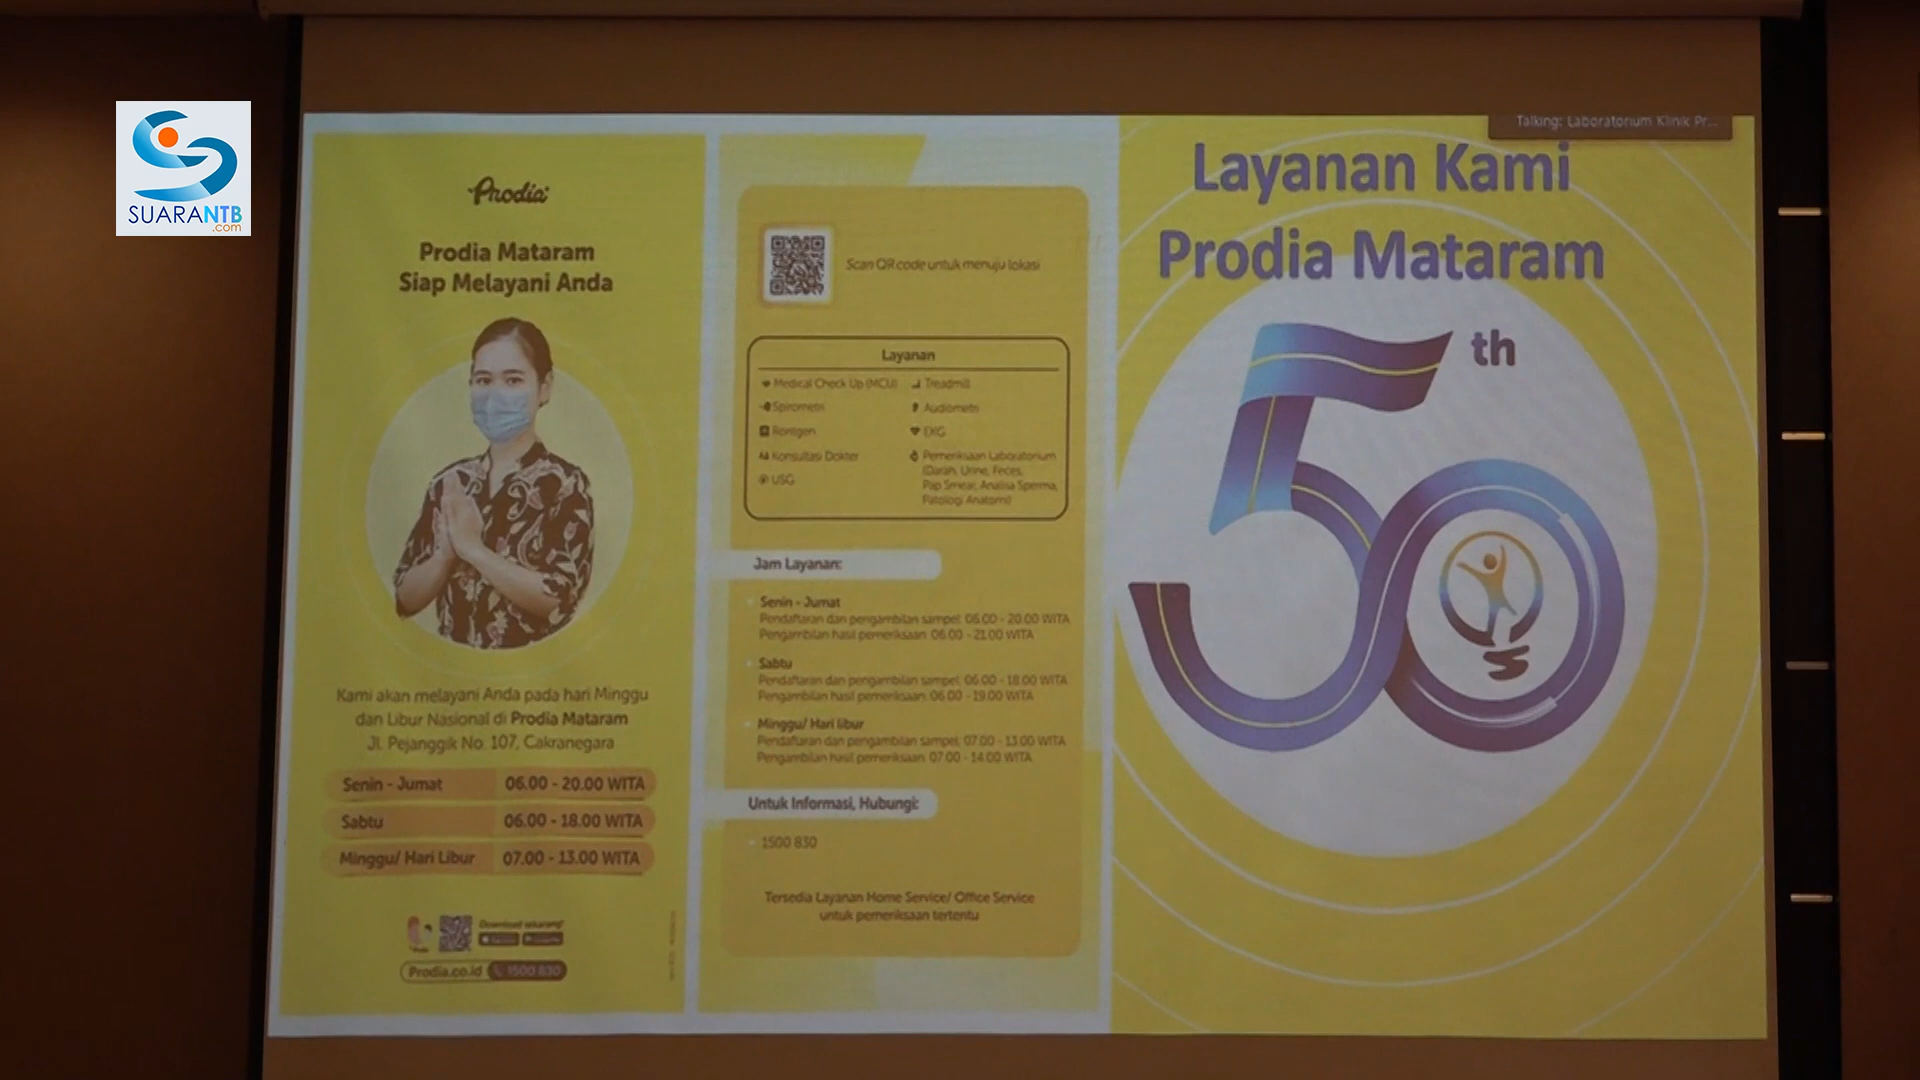 SUARANTB
.com
Talking: Laboratorium Klinik Pr...
Prodia
Prodia Mataram
Siap Melayani Anda
Kami akan melayani Anda pada hari Minggu
dan Libur Nasional di Prodia Mataram
Jl. Pejanggik No. 107, Cakranegara
Senin - Jumat 06.00 - 20.00 WITA
Sabtu 06.00 - 18.00 WITA
Minggu/ Hari Libur 07.00 - 13.00 WITA
Download sekarang!
Prodia.co.id 1500 830
Scan QR code untuk menuju lokasi
Layanan
Medical Check Up (MCU)
Spirometri
Rontgen
Konsultasi Dokter
USG
Treadmill
Audiometri
EKG
Pemeriksaan Laboratorium
(Darah, Urine, Feces,
Pap Smear, Analisa Sperma,
Patologi Anatomi)
Jam Layanan:
Senin - Jumat
Pendaftaran dan pengambilan sampel: 06.00 - 20.00 WITA
Pengambilan hasil pemeriksaan: 06.00 - 21.00 WITA
Sabtu
Pendaftaran dan pengambilan sampel: 06.00 - 18.00 WITA
Pengambilan hasil pemeriksaan: 06.00 - 19.00 WITA
Minggu/ Hari libur
Pendaftaran dan pengambilan sampel: 07.00 - 13.00 WITA
Pengambilan hasil pemeriksaan: 07.00 - 14.00 WITA
Untuk Informasi, Hubungi:
1500 830
Tersedia Layanan Home Service/ Office Service
untuk pemeriksaan tertentu
Layanan Kami
Prodia Mataram
50 th